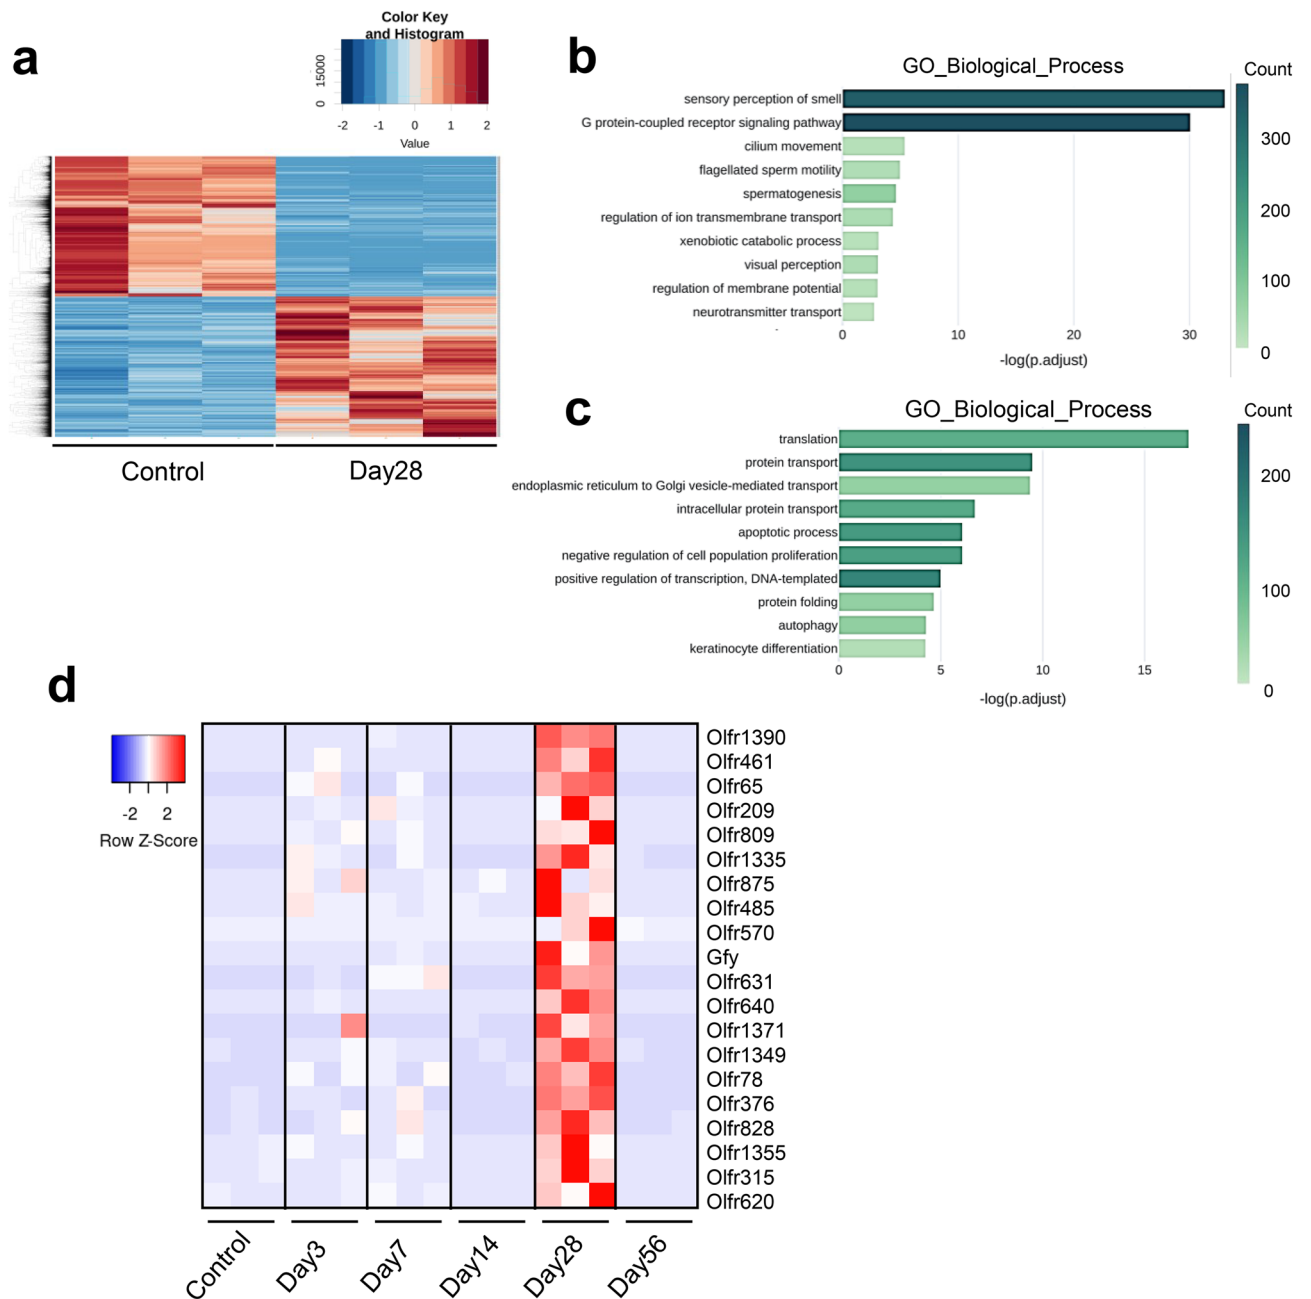 a
Color Key
and Histogram
0 15000
-2 -1 0 1 2
Value
Control Day28
b
GO_Biological_Process
Count
sensory perception of smell
G protein-coupled receptor signaling pathway
cilium movement
flagellated sperm motility
spermatogenesis
regulation of ion transmembrane transport
xenobiotic catabolic process
visual perception
regulation of membrane potential
neurotransmitter transport
0 10 20 30
-log(p.adjust)
300
200
100
0
c
GO_Biological_Process
Count
translation
protein transport
endoplasmic reticulum to Golgi vesicle-mediated transport
intracellular protein transport
apoptotic process
negative regulation of cell population proliferation
positive regulation of transcription, DNA-templated
protein folding
autophagy
keratinocyte differentiation
0 5 10 15
-log(p.adjust)
200
100
0
d
-2 2
Row Z-Score
Olfr1390
Olfr461
Olfr65
Olfr209
Olfr809
Olfr1335
Olfr875
Olfr485
Olfr570
Gfy
Olfr631
Olfr640
Olfr1371
Olfr1349
Olfr78
Olfr376
Olfr828
Olfr1355
Olfr315
Olfr620
Control Day3 Day7 Day14 Day28 Day56